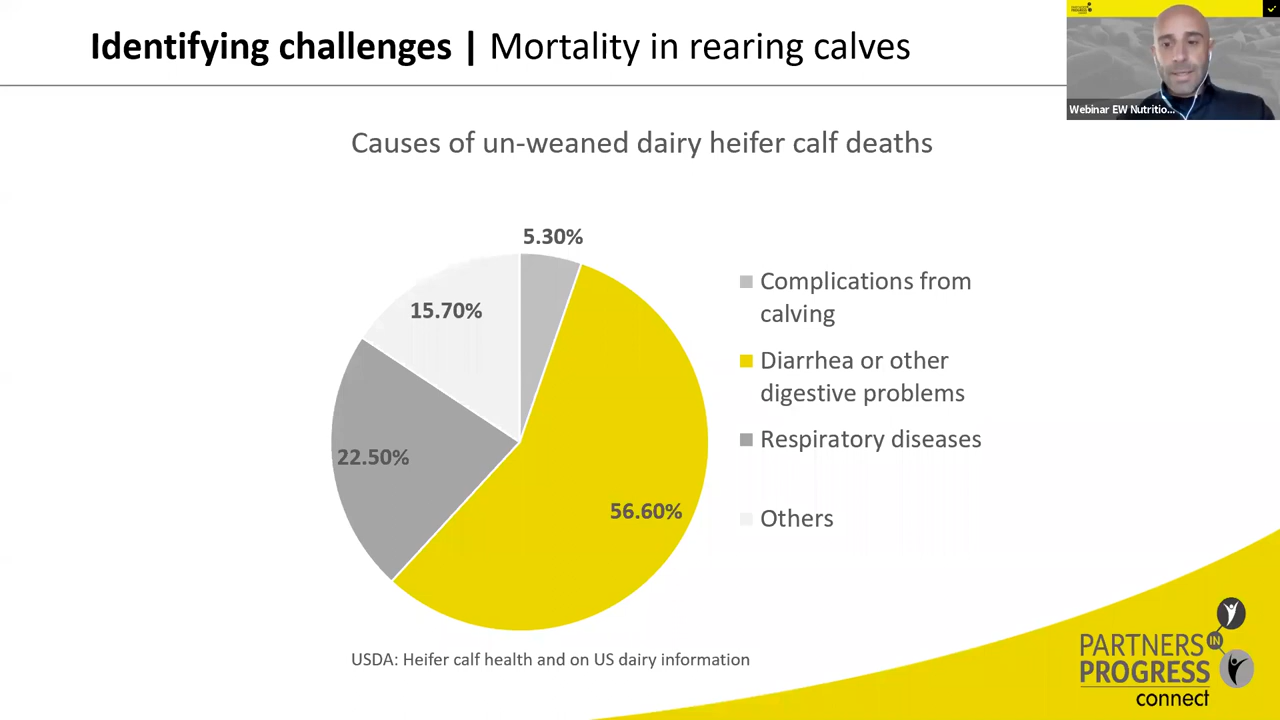 Identifying challenges | Mortality in rearing calves
Webinar EW Nutritio...
Causes of un-weaned dairy heifer calf deaths
5.30%
15.70%
22.50%
56.60%
Complications from
calving
Diarrhea or other
digestive problems
Respiratory diseases
Others
USDA: Heifer calf health and on US dairy information
PARTNERS
IN
PROGRESS
connect